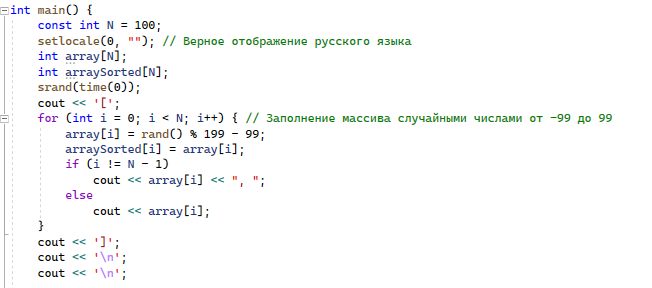 int main() {
    const int N = 100;
    setlocale(0, ""); // Верное отображение русского языка
    int array[N];
    int arraySorted[N];
    srand(time(0));
    cout << '[';
    for (int i = 0; i < N; i++) { // Заполнение массива случайными числами от -99 до 99
        array[i] = rand() % 199 - 99;
        arraySorted[i] = array[i];
        if (i != N - 1)
            cout << array[i] << ", ";
        else
            cout << array[i];
    }
    cout << ']';
    cout << '\n';
    cout << '\n';